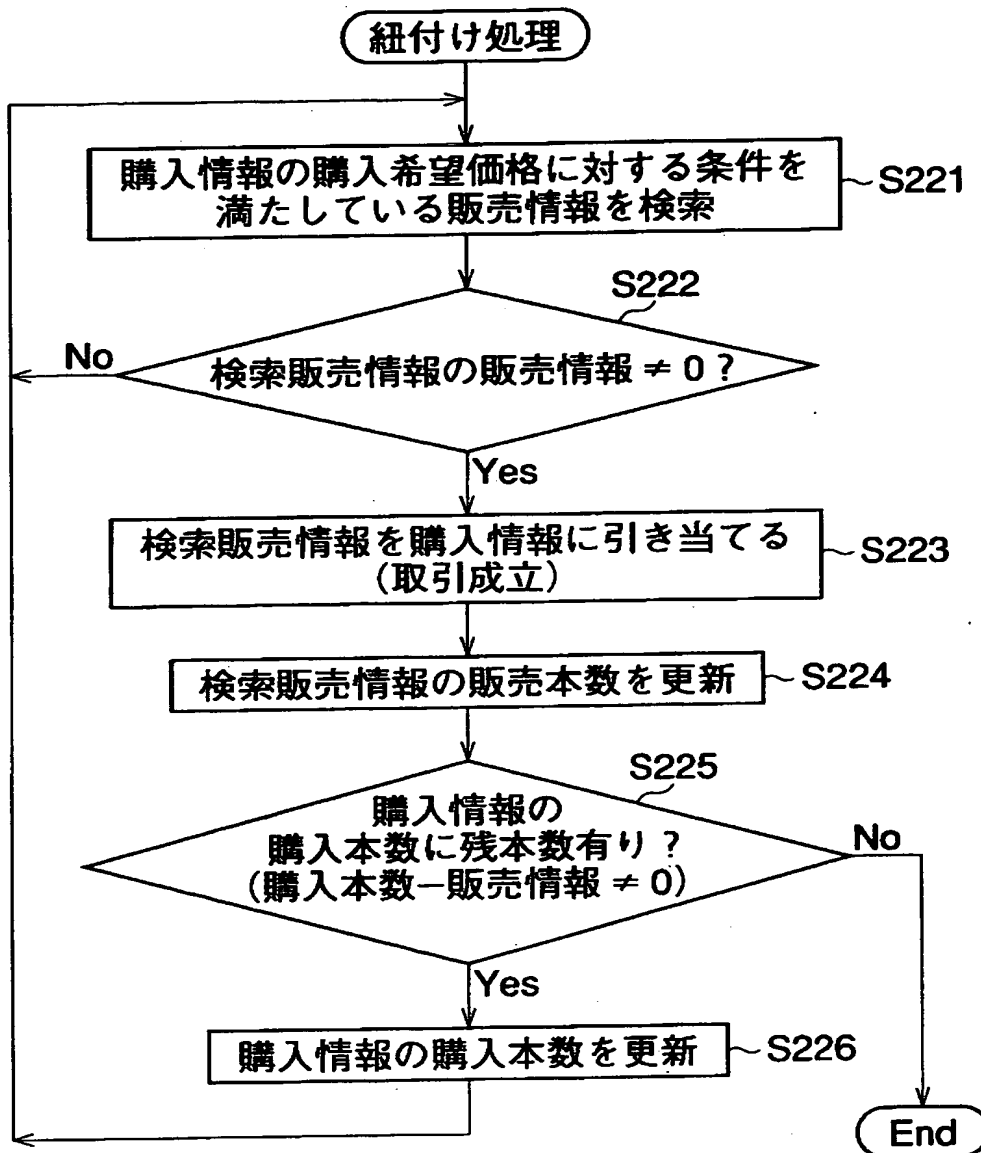 紐付け処理
購入情報の購入希望価格に対する条件を
満たしている販売情報を検索
S221
S222
検索販売情報の販売情報≠0?
No
Yes
検索販売情報を購入情報に引き当てる
(取引成立)
S223
検索販売情報の販売本数を更新
S224
S225
購入情報の
購入本数に残本数有り?
(購入本数−販売情報≠0)
No
Yes
購入情報の購入本数を更新
S226
End